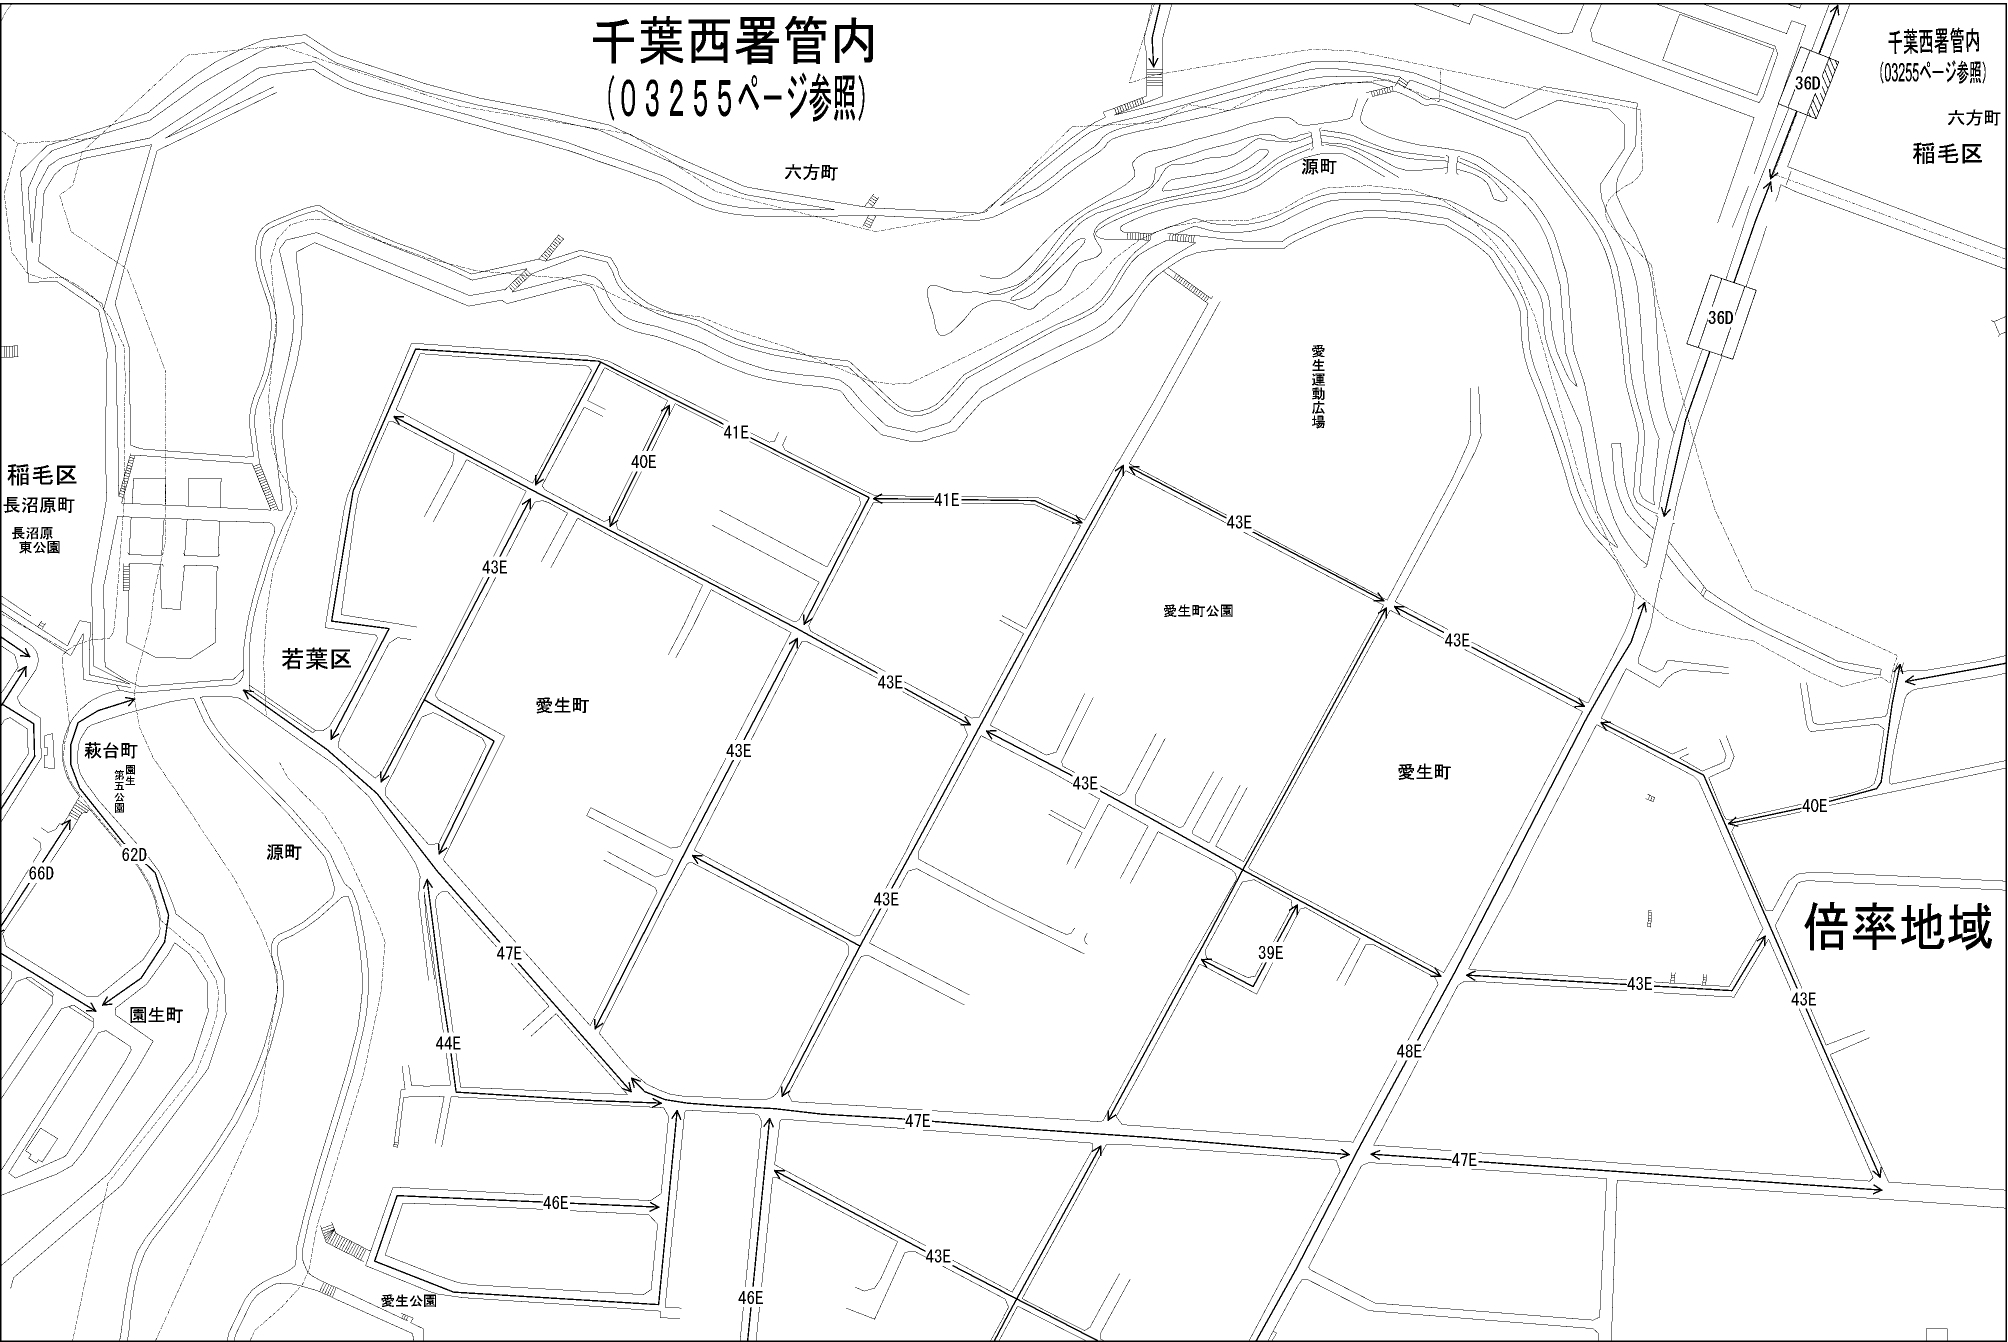 千葉西署管内
(03255ページ参照)
千葉西署管内
(03255ページ参照)
六方町
稲毛区
36D
六方町
源町
36D
愛生運動広場
41E
40E
41E
稲毛区
長沼原町
長沼原
東公園
43E
43E
43E
愛生町公園
43E
若葉区
43E
愛生町
萩台町
園生
第五公園
43E
43E
愛生町
40E
源町
62D
66D
43E
倍率地域
47E
39E
43E
43E
園生町
44E
48E
47E
47E
46E
43E
46E
愛生公園